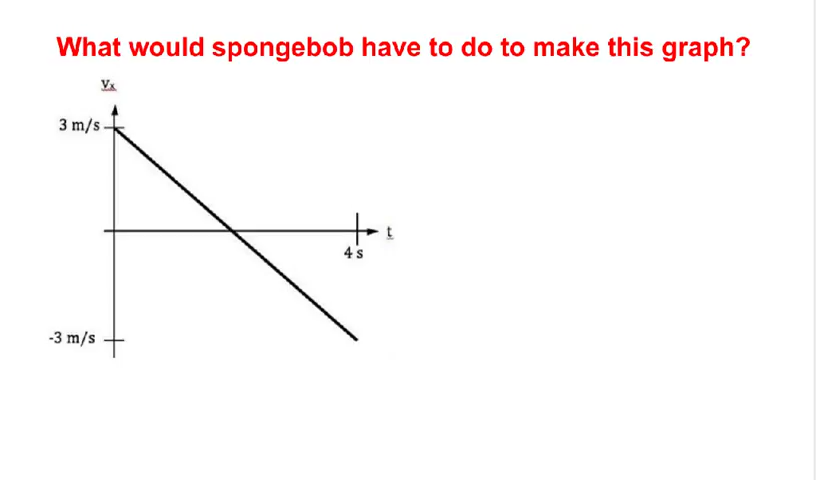 What would spongebob have to do to make this graph?
Vx
3 m/s
t
4 s
-3 m/s